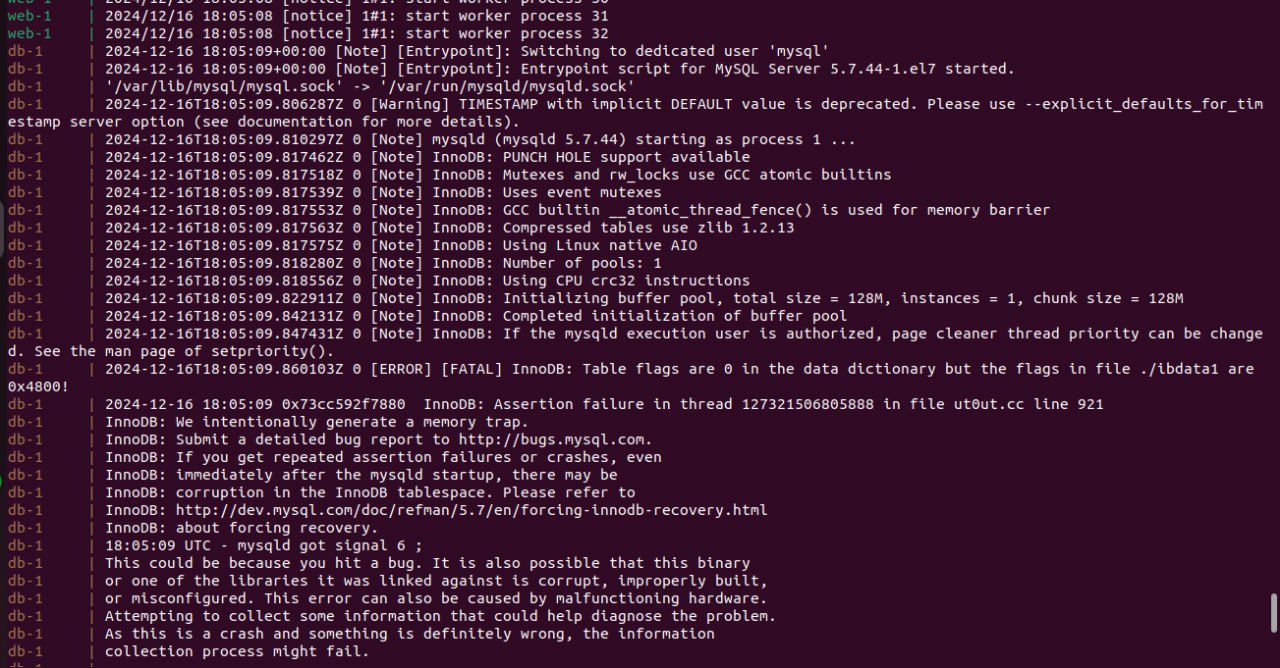 web-1    | 2024/12/16 18:05:08 [notice] 1#1: start worker process 30
web-1    | 2024/12/16 18:05:08 [notice] 1#1: start worker process 31
web-1    | 2024/12/16 18:05:08 [notice] 1#1: start worker process 32
db-1     | 2024-12-16 18:05:09+00:00 [Note] [Entrypoint]: Switching to dedicated user 'mysql'
db-1     | 2024-12-16 18:05:09+00:00 [Note] [Entrypoint]: Entrypoint script for MySQL Server 5.7.44-1.el7 started.
db-1     | '/var/lib/mysql/mysql.sock' -> '/var/run/mysqld/mysqld.sock'
db-1     | 2024-12-16T18:05:09.806287Z 0 [Warning] TIMESTAMP with implicit DEFAULT value is deprecated. Please use --explicit_defaults_for_tim
estamp server option (see documentation for more details).
db-1     | 2024-12-16T18:05:09.810297Z 0 [Note] mysqld (mysqld 5.7.44) starting as process 1 ...
db-1     | 2024-12-16T18:05:09.817462Z 0 [Note] InnoDB: PUNCH HOLE support available
db-1     | 2024-12-16T18:05:09.817518Z 0 [Note] InnoDB: Mutexes and rw_locks use GCC atomic builtins
db-1     | 2024-12-16T18:05:09.817539Z 0 [Note] InnoDB: Uses event mutexes
db-1     | 2024-12-16T18:05:09.817553Z 0 [Note] InnoDB: GCC builtin __atomic_thread_fence() is used for memory barrier
db-1     | 2024-12-16T18:05:09.817563Z 0 [Note] InnoDB: Compressed tables use zlib 1.2.13
db-1     | 2024-12-16T18:05:09.817575Z 0 [Note] InnoDB: Using Linux native AIO
db-1     | 2024-12-16T18:05:09.818280Z 0 [Note] InnoDB: Number of pools: 1
db-1     | 2024-12-16T18:05:09.818556Z 0 [Note] InnoDB: Using CPU crc32 instructions
db-1     | 2024-12-16T18:05:09.822911Z 0 [Note] InnoDB: Initializing buffer pool, total size = 128M, instances = 1, chunk size = 128M
db-1     | 2024-12-16T18:05:09.842131Z 0 [Note] InnoDB: Completed initialization of buffer pool
db-1     | 2024-12-16T18:05:09.847431Z 0 [Note] InnoDB: If the mysqld execution user is authorized, page cleaner thread priority can be change
d. See the man page of setpriority().
db-1     | 2024-12-16T18:05:09.860103Z 0 [ERROR] [FATAL] InnoDB: Table flags are 0 in the data dictionary but the flags in file ./ibdata1 are
0x4800!
db-1     | 2024-12-16 18:05:09 0x73cc592f7880  InnoDB: Assertion failure in thread 127321506805888 in file ut0ut.cc line 921
db-1     | InnoDB: We intentionally generate a memory trap.
db-1     | InnoDB: Submit a detailed bug report to http://bugs.mysql.com.
db-1     | InnoDB: If you get repeated assertion failures or crashes, even
db-1     | InnoDB: immediately after the mysqld startup, there may be
db-1     | InnoDB: corruption in the InnoDB tablespace. Please refer to
db-1     | InnoDB: http://dev.mysql.com/doc/refman/5.7/en/forcing-innodb-recovery.html
db-1     | InnoDB: about forcing recovery.
db-1     | 18:05:09 UTC - mysqld got signal 6 ;
db-1     | This could be because you hit a bug. It is also possible that this binary
db-1     | or one of the libraries it was linked against is corrupt, improperly built,
db-1     | or misconfigured. This error can also be caused by malfunctioning hardware.
db-1     | Attempting to collect some information that could help diagnose the problem.
db-1     | As this is a crash and something is definitely wrong, the information
db-1     | collection process might fail.